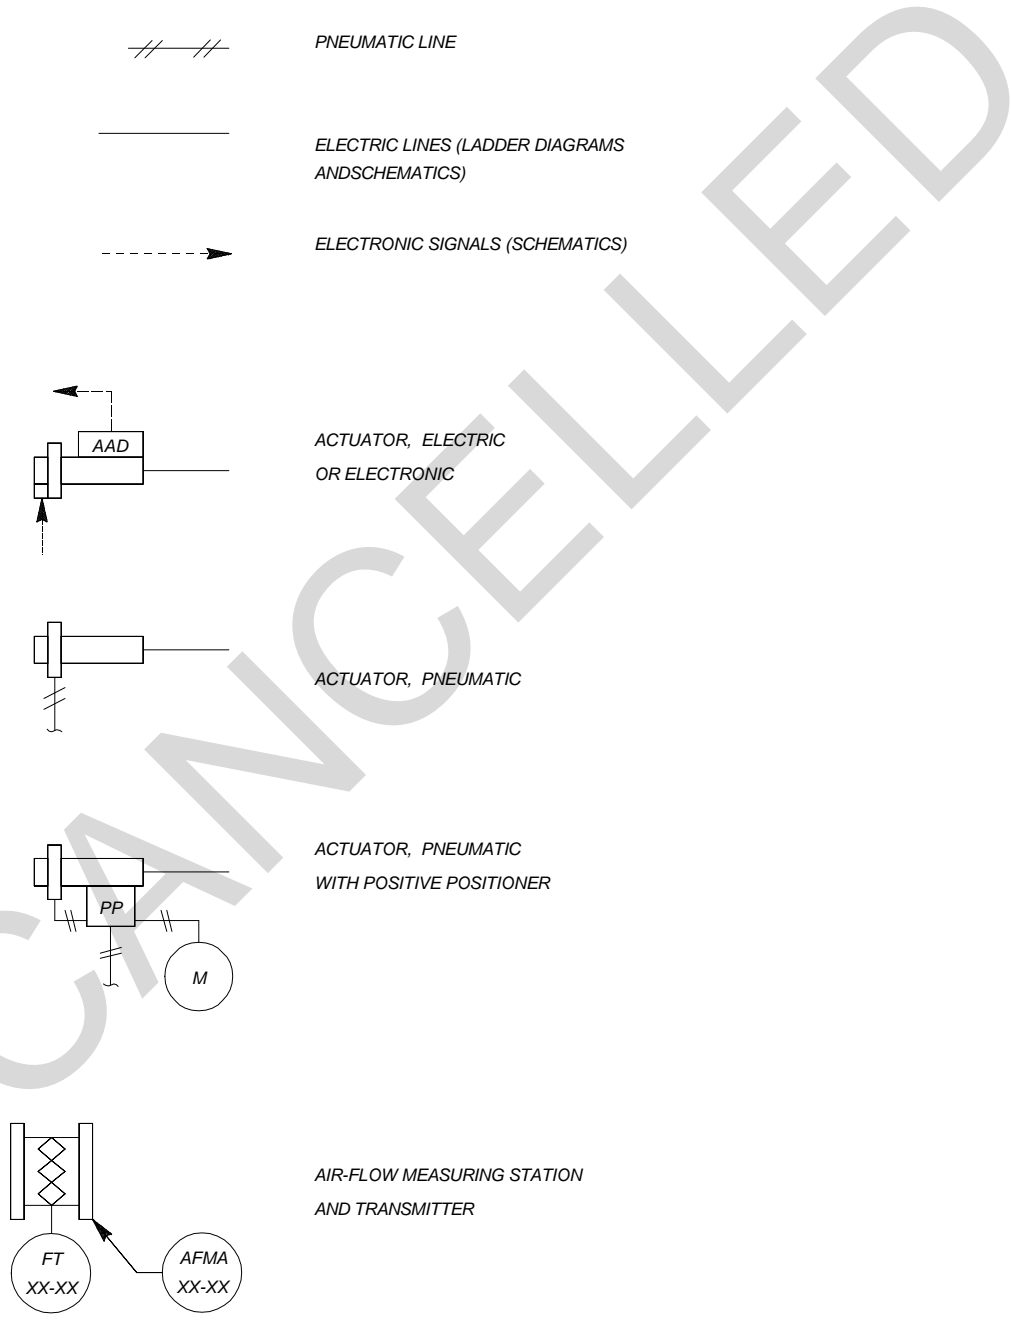 PNEUMATIC LINE
ELECTRIC LINES (LADDER DIAGRAMS
ANDSCHEMATICS)
ELECTRONIC SIGNALS (SCHEMATICS)
AAD
ACTUATOR, ELECTRIC
OR ELECTRONIC
ACTUATOR, PNEUMATIC
ACTUATOR, PNEUMATIC
WITH POSITIVE POSITIONER
PP
M
AIR-FLOW MEASURING STATION
AND TRANSMITTER
FT
XX-XX
AFMA
XX-XX
CANCELLED